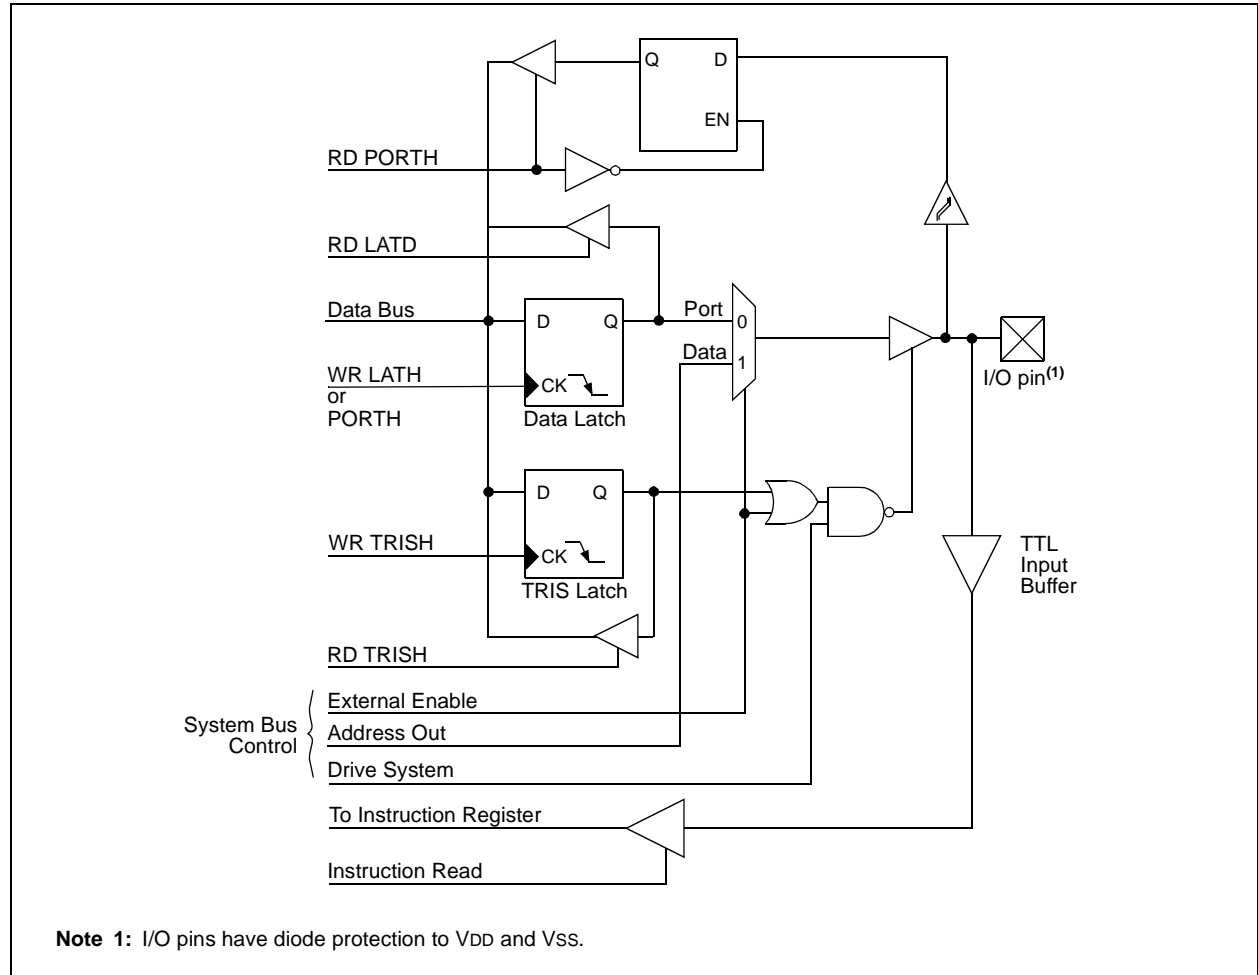 Q D
EN
RD PORTH
RD LATD
Data Bus
D Q
Port
0
Data
1
WR LATH
or
PORTH
CK
Data Latch
I/O pin(1)
D Q
WR TRISH
CK
TRIS Latch
TTL
Input
Buffer
RD TRISH
System Bus
Control
External Enable
Address Out
Drive System
To Instruction Register
Instruction Read
Note 1: I/O pins have diode protection to VDD and VSS.